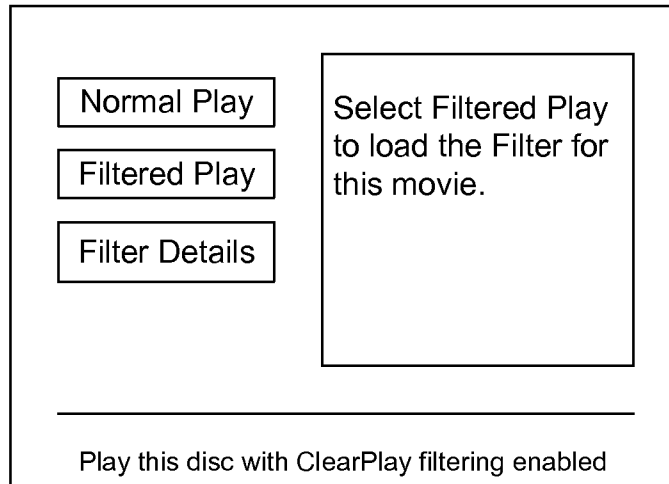 Normal Play
Filtered Play
Filter Details
Select Filtered Play
to load the Filter for
this movie.
Play this disc with ClearPlay filtering enabled